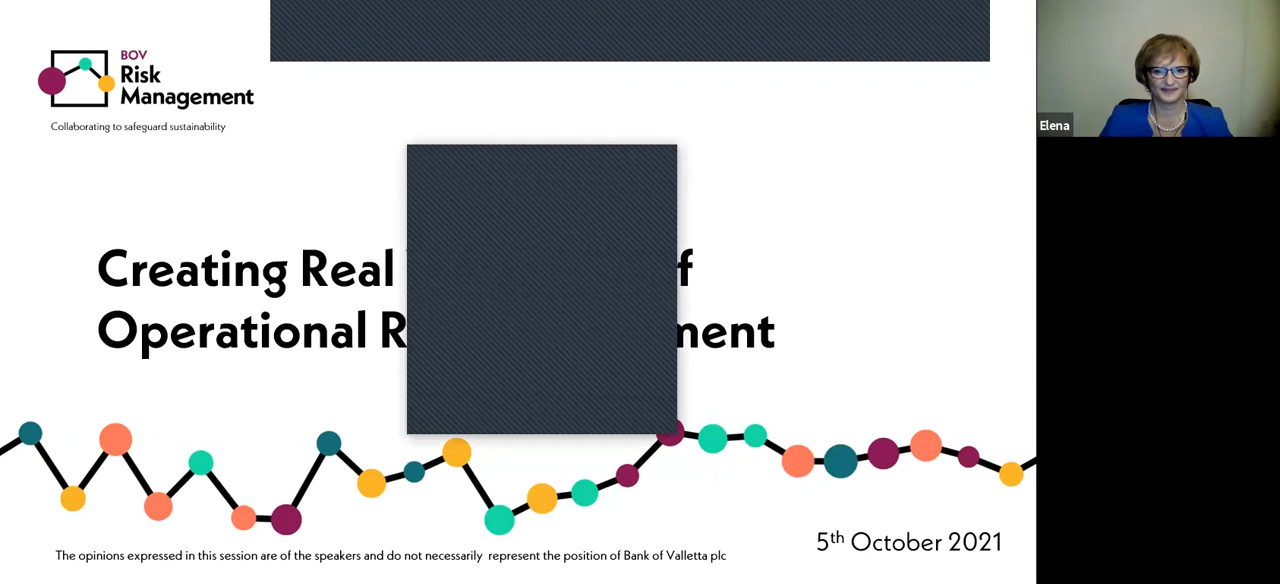 BOV
Risk
Management
Collaborating to safeguard sustainability
Elena
Creating Real
Operational
5th October 2021
The opinions expressed in this session are of the speakers and do not necessarily represent the position of Bank of Valletta plc